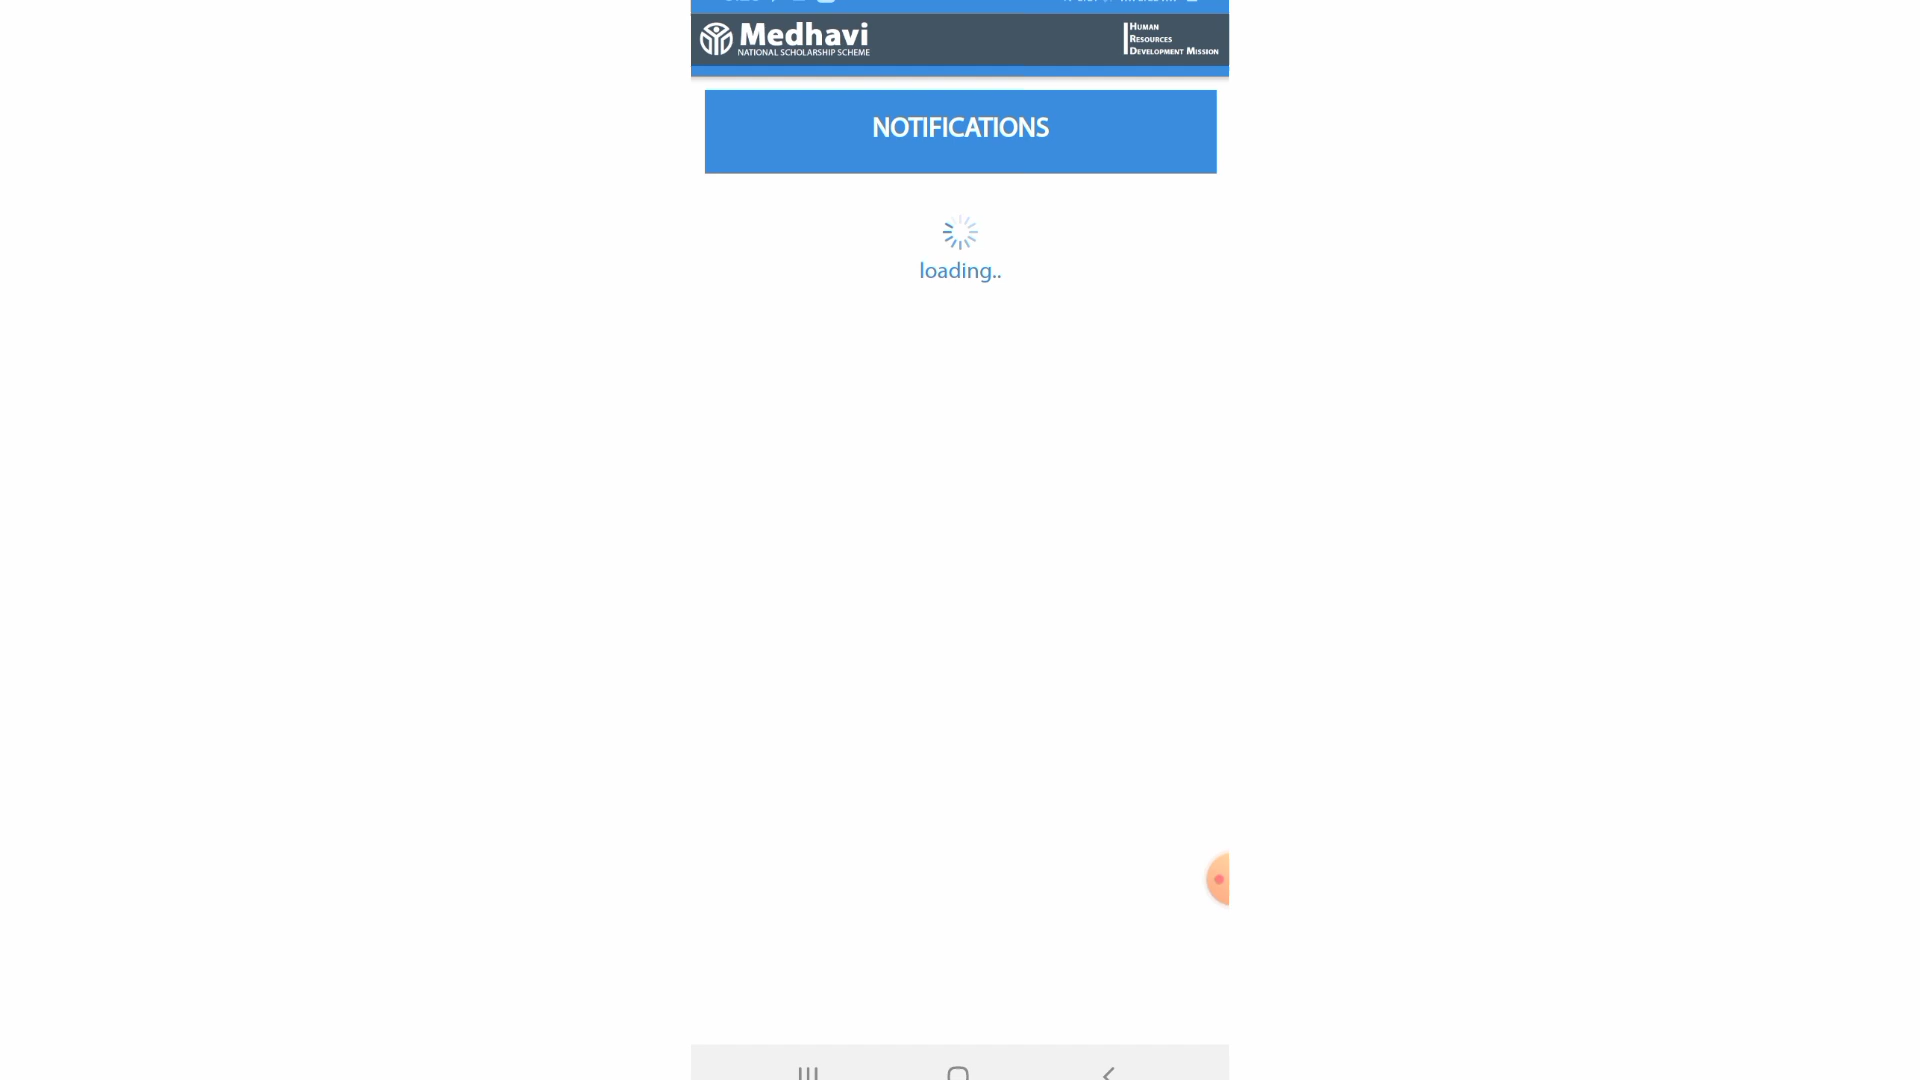 Medhavi
NATIONAL SCHOLARSHIP SCHEME
HUMAN
RESOURCES
DEVELOPMENT MISSION
NOTIFICATIONS
loading..